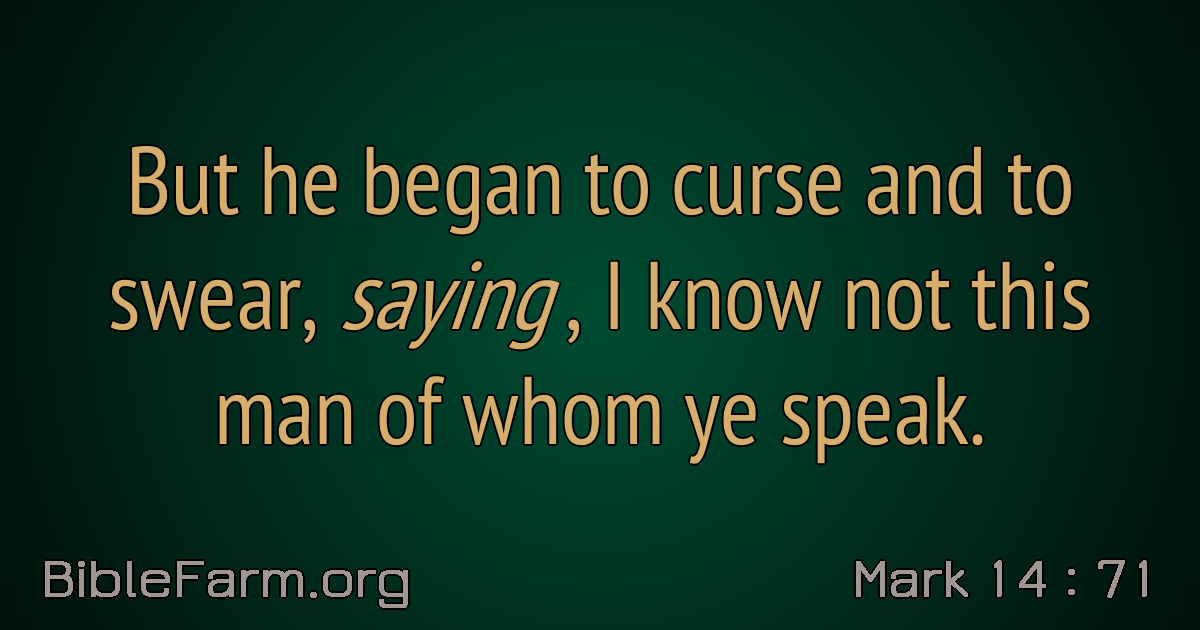 But he began to curse and to
swear, saying, I know not this
man of whom ye speak.
BibleFarm.org
Mark 14 : 71